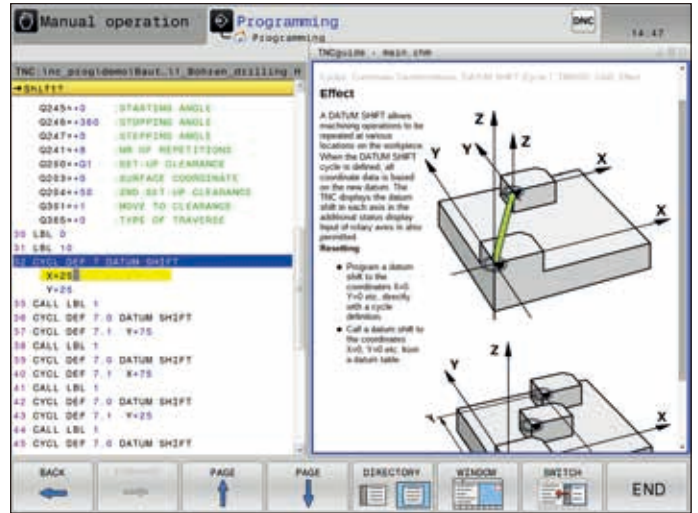 Manual operation
Programming
Programming
DNC
14:47
TNCguide - main.chm
Shift?
Q245=+0 STARTING ANGLE
Q246=+360 STOPPING ANGLE
Q247=+0 STEPPING ANGLE
Q241=+8 NR OF REPETITIONS
Q200=+Q1 SET-UP CLEARANCE
Q203=+0 SURFACE COORDINATE
Q204=+50 2ND SET-UP CLEARANCE
Q301=+1 MOVE TO CLEARANCE
Q365=+0 TYPE OF TRAVERSE
30 LBL 0
31 LBL 10
32 CYCL DEF 7 DATUM SHIFT
X+25
Y+25
35 CALL LBL 1
36 CYCL DEF 7.0 DATUM SHIFT
37 CYCL DEF 7.1 Y+75
38 CALL LBL 1
39 CYCL DEF 7.0 DATUM SHIFT
40 CYCL DEF 7.1 X+75
41 CALL LBL 1
42 CYCL DEF 7.0 DATUM SHIFT
43 CYCL DEF 7.1 Y+25
44 CALL LBL 1
45 CYCL DEF 7.0 DATUM SHIFT
Effect
A DATUM SHIFT allows
machining operations to be
repeated at various
locations on the workpiece.
When the DATUM SHIFT
cycle is defined, all
coordinate data is based
on the new datum. The
TNC displays the datum
shift in each axis in the
additional status display.
Input of rotary axes is also
permitted.
Resetting
Program a datum
shift to the
coordinates X=0,
Y=0 etc. directly
with a cycle
definition.
Call a datum shift to
the coordinates
X=0, Y=0 etc. from
a datum table.
Z
Z
Y
Y
X
X
Z
Y
X
BACK
PAGE
PAGE
DIRECTORY
WINDOW
SWITCH
END